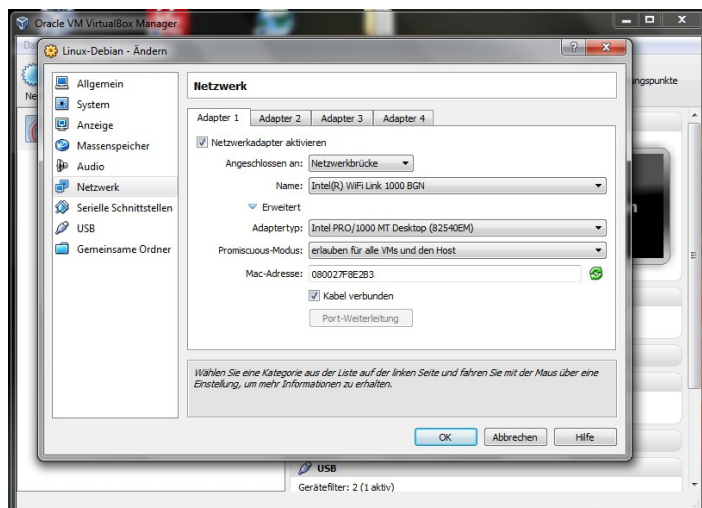 Oracle VM VirtualBox Manager
Linux-Debian - Ändern
Ne
ungspunkte
Allgemein
System
Anzeige
Massenspeicher
Audio
Netzwerk
Serielle Schnittstellen
USB
Gemeinsame Ordner
Netzwerk
Adapter 1 Adapter 2 Adapter 3 Adapter 4
Netzwerkadapter aktivieren
Angeschlossen an: Netzwerkbrücke
Name: Intel(R) WiFi Link 1000 BGN
Erweitert
Adaptertyp: Intel PRO/1000 MT Desktop (82540EM)
Promiscuous-Modus: erlauben für alle VMs und den Host
Mac-Adresse: 080027F8E2B3
Kabel verbunden
Port-Weiterleitung
Wählen Sie eine Kategorie aus der Liste auf der linken Seite und fahren Sie mit der Maus über eine
Einstellung, um mehr Informationen zu erhalten.
OK Abbrechen Hilfe
USB
Gerätefilter: 2 (1 aktiv)